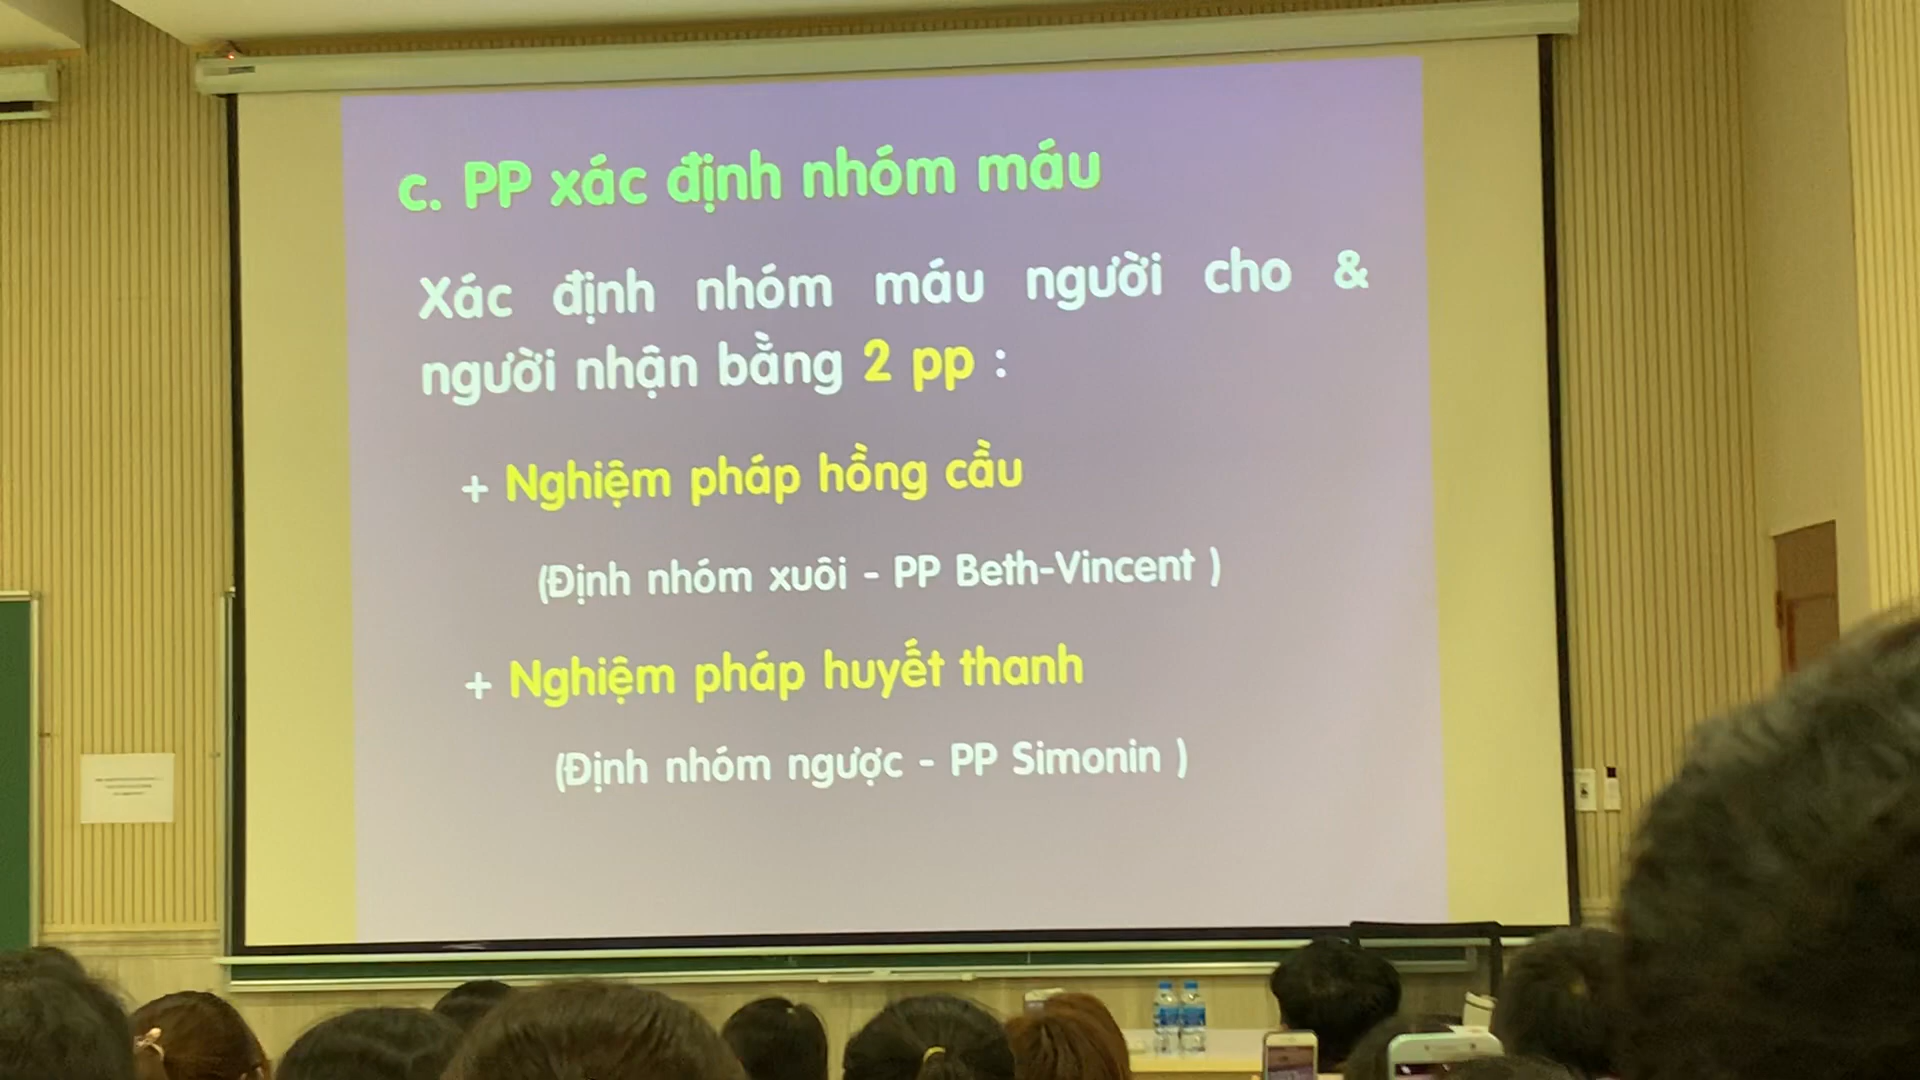 c. PP xác định nhóm máu
Xác định nhóm máu người cho &
người nhận bằng 2 pp :
+ Nghiệm pháp hồng cầu
(Định nhóm xuôi - PP Beth-Vincent )
+ Nghiệm pháp huyết thanh
(Định nhóm ngược - PP Simonin )